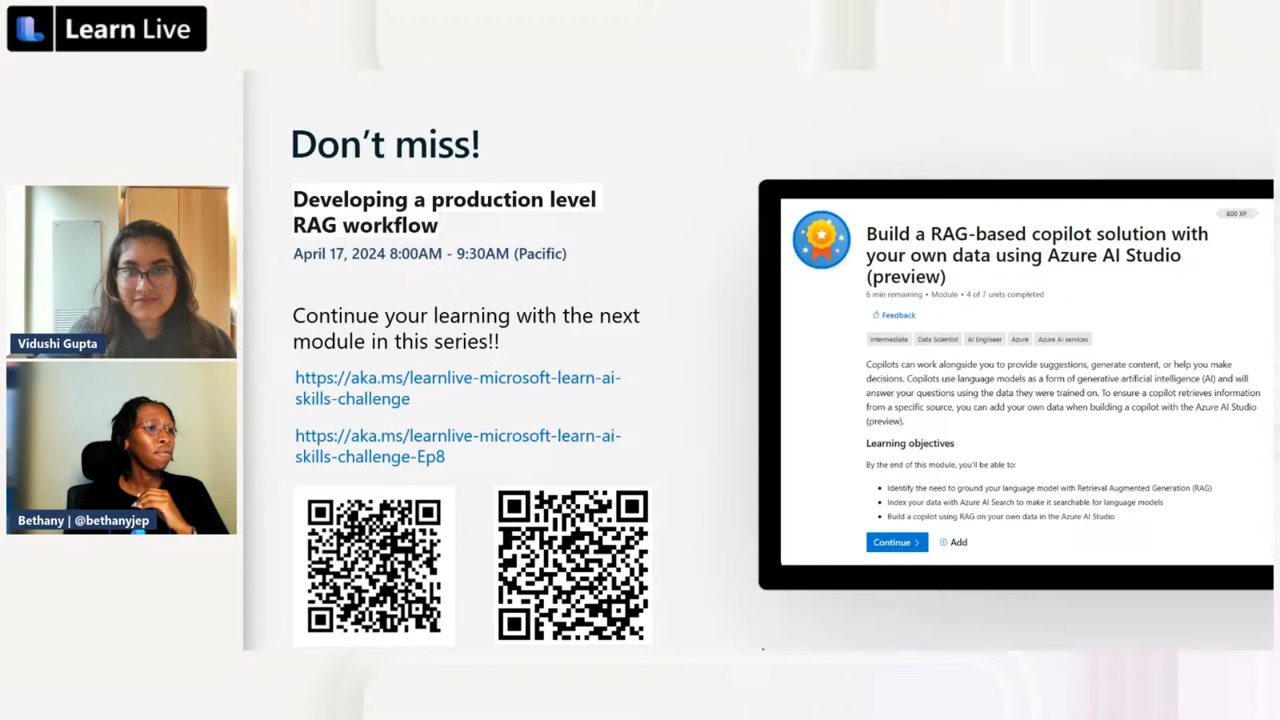 Learn Live
Don't miss!
Developing a production level
RAG workflow
April 17, 2024 8:00AM - 9:30AM (Pacific)
Continue your learning with the next
module in this series!!
https://aka.ms/learnlive-microsoft-learn-ai-
skills-challenge
https://aka.ms/learnlive-microsoft-learn-ai-
skills-challenge-Ep8
Vidushi Gupta
Bethany | @bethanyjep
800 XP
Build a RAG-based copilot solution with
your own data using Azure AI Studio
(preview)
6 min remaining • Module • 4 of 7 units completed
Feedback
Intermediate Data Scientist AI Engineer Azure Azure AI services
Copilots can work alongside you to provide suggestions, generate content, or help you make
decisions. Copilots use language models as a form of generative artificial intelligence (AI) and will
answer your questions using the data they were trained on. To ensure a copilot retrieves information
from a specific source, you can add your own data when building a copilot with the Azure AI Studio
(preview).
Learning objectives
By the end of this module, you'll be able to:
• Identify the need to ground your language model with Retrieval Augmented Generation (RAG)
• Index your data with Azure AI Search to make it searchable for language models
• Build a copilot using RAG on your own data in the Azure AI Studio
Continue >
Add